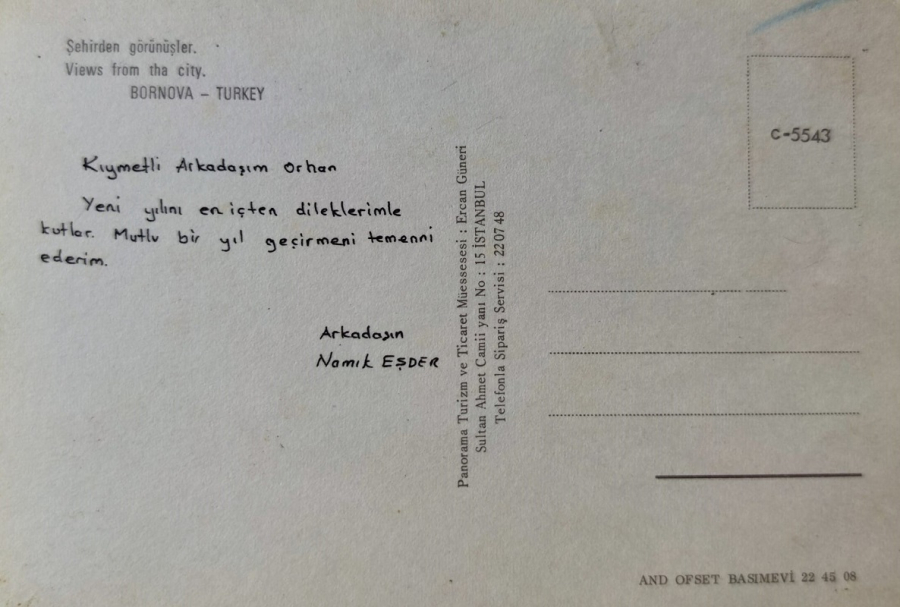 Şehirden görünüşler.
Views from tha city.
BORNOVA – TURKEY
Kıymetli Arkadaşım Orhan
Yeni yılını en içten dileklerimle
kutlar. Mutlu bir yıl geçirmeni temenni
ederim.
Arkadaşın
Namık EŞDER
Panorama Turizm ve Ticaret Müessesesi : Ercan Güneri
Sultan Ahmet Camii yanı No : 15 İSTANBUL
Telefonla Sipariş Servisi : 22 07 48
C-5543
AND OFSET BASIMEVİ 22 45 08